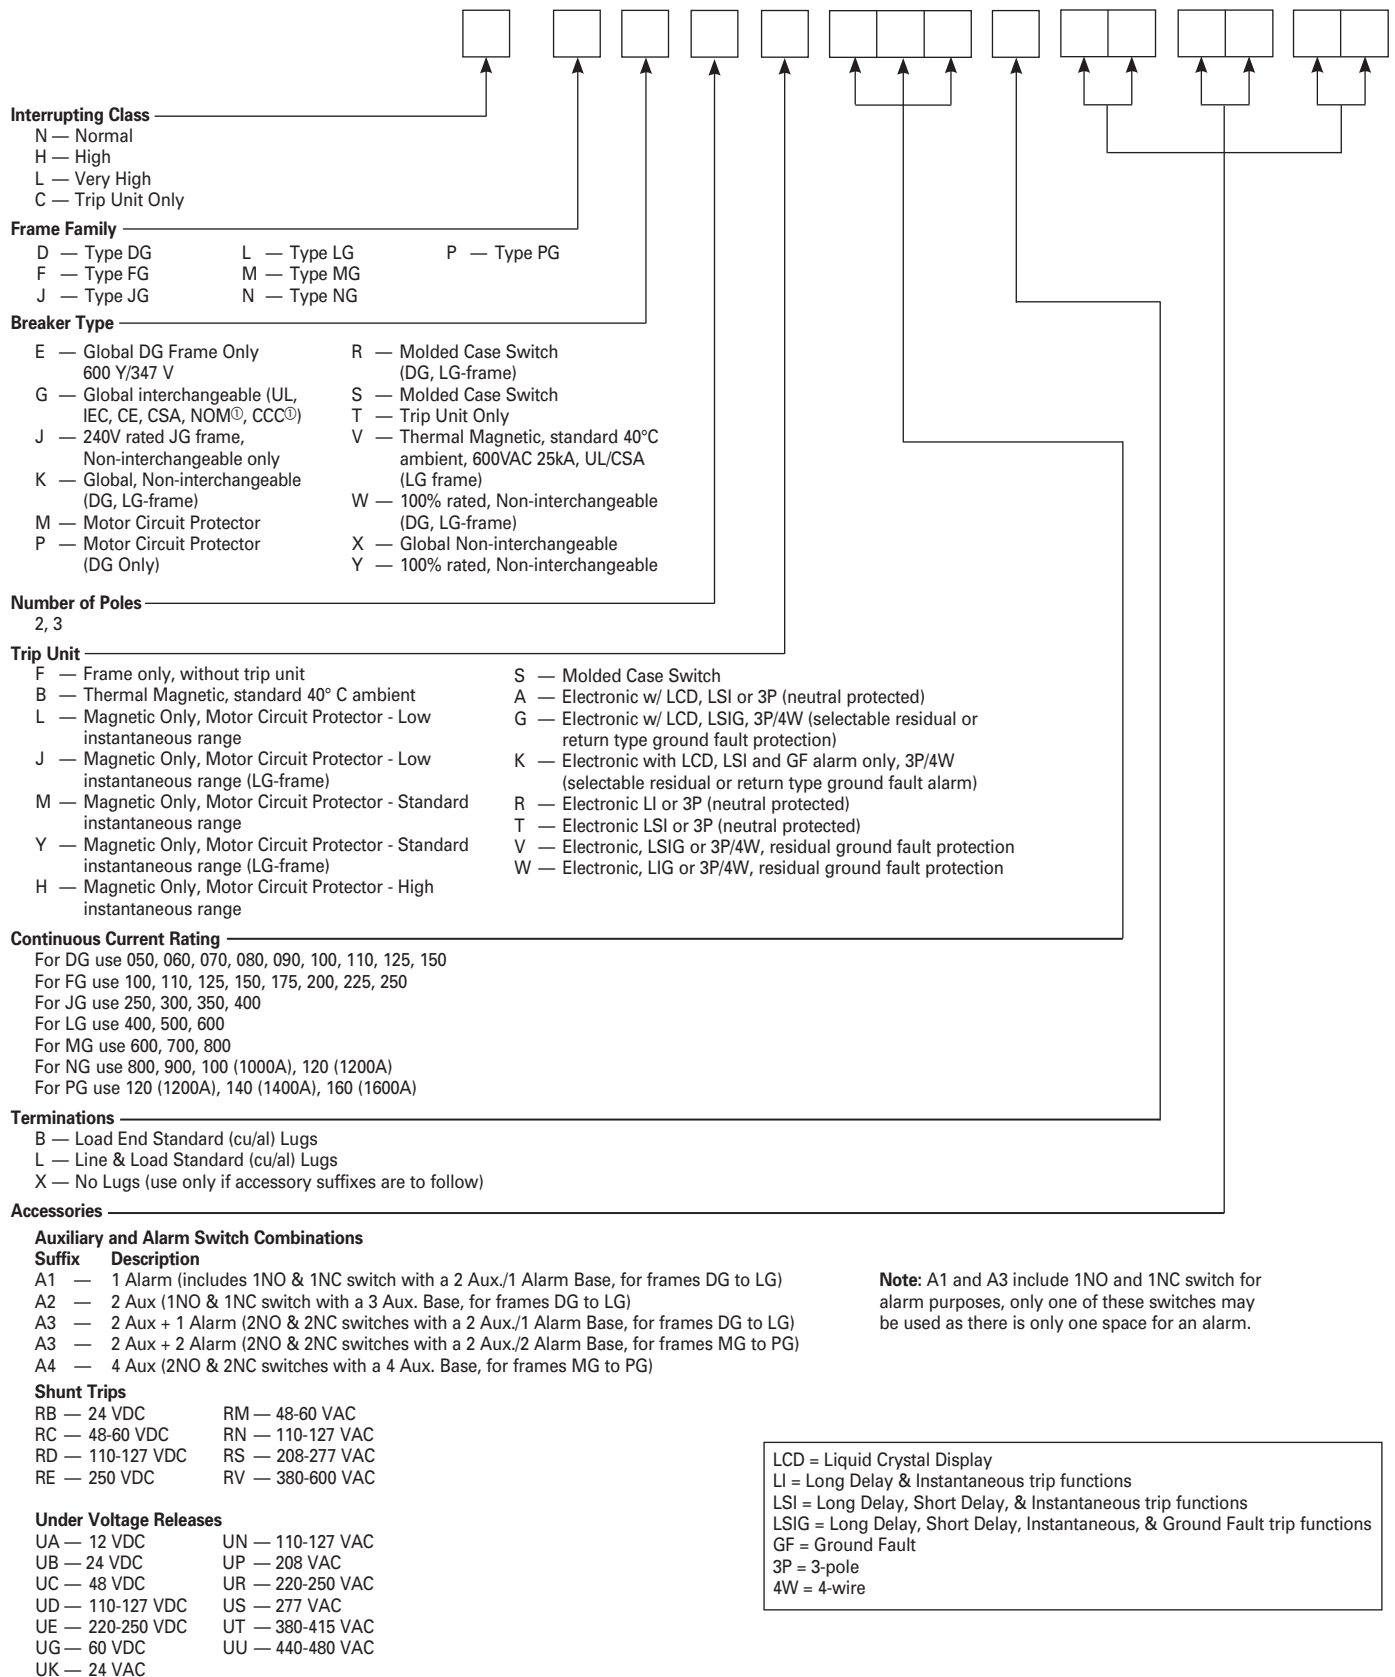 Interrupting Class
N — Normal
H — High
L — Very High
C — Trip Unit Only
Frame Family
D — Type DG
F — Type FG
J — Type JG
L — Type LG
M — Type MG
N — Type NG
P — Type PG
Breaker Type
E — Global DG Frame Only
600 Y/347 V
G — Global interchangeable (UL,
IEC, CE, CSA, NOM①, CCC①)
J — 240V rated JG frame,
Non-interchangeable only
K — Global, Non-interchangeable
(DG, LG-frame)
M — Motor Circuit Protector
P — Motor Circuit Protector
(DG Only)
R — Molded Case Switch
(DG, LG-frame)
S — Molded Case Switch
T — Trip Unit Only
V — Thermal Magnetic, standard 40°C
ambient, 600VAC 25kA, UL/CSA
(LG frame)
W — 100% rated, Non-interchangeable
(DG, LG-frame)
X — Global Non-interchangeable
Y — 100% rated, Non-interchangeable
Number of Poles
2, 3
Trip Unit
F — Frame only, without trip unit
B — Thermal Magnetic, standard 40° C ambient
L — Magnetic Only, Motor Circuit Protector - Low
instantaneous range
J — Magnetic Only, Motor Circuit Protector - Low
instantaneous range (LG-frame)
M — Magnetic Only, Motor Circuit Protector - Standard
instantaneous range
Y — Magnetic Only, Motor Circuit Protector - Standard
instantaneous range (LG-frame)
H — Magnetic Only, Motor Circuit Protector - High
instantaneous range
S — Molded Case Switch
A — Electronic w/ LCD, LSI or 3P (neutral protected)
G — Electronic w/ LCD, LSIG, 3P/4W (selectable residual or
return type ground fault protection)
K — Electronic with LCD, LSI and GF alarm only, 3P/4W
(selectable residual or return type ground fault alarm)
R — Electronic LI or 3P (neutral protected)
T — Electronic LSI or 3P (neutral protected)
V — Electronic, LSIG or 3P/4W, residual ground fault protection
W — Electronic, LIG or 3P/4W, residual ground fault protection
Continuous Current Rating
For DG use 050, 060, 070, 080, 090, 100, 110, 125, 150
For FG use 100, 110, 125, 150, 175, 200, 225, 250
For JG use 250, 300, 350, 400
For LG use 400, 500, 600
For MG use 600, 700, 800
For NG use 800, 900, 100 (1000A), 120 (1200A)
For PG use 120 (1200A), 140 (1400A), 160 (1600A)
Terminations
B — Load End Standard (cu/al) Lugs
L — Line & Load Standard (cu/al) Lugs
X — No Lugs (use only if accessory suffixes are to follow)
Accessories
Auxiliary and Alarm Switch Combinations
Suffix Description
A1 — 1 Alarm (includes 1NO & 1NC switch with a 2 Aux./1 Alarm Base, for frames DG to LG)
A2 — 2 Aux (1NO & 1NC switch with a 3 Aux. Base, for frames DG to LG)
A3 — 2 Aux + 1 Alarm (2NO & 2NC switches with a 2 Aux./1 Alarm Base, for frames DG to LG)
A3 — 2 Aux + 2 Alarm (2NO & 2NC switches with a 2 Aux./2 Alarm Base, for frames MG to PG)
A4 — 4 Aux (2NO & 2NC switches with a 4 Aux. Base, for frames MG to PG)
Note: A1 and A3 include 1NO and 1NC switch for
alarm purposes, only one of these switches may
be used as there is only one space for an alarm.
Shunt Trips
RB — 24 VDC
RC — 48-60 VDC
RD — 110-127 VDC
RE — 250 VDC
RM — 48-60 VAC
RN — 110-127 VAC
RS — 208-277 VAC
RV — 380-600 VAC
Under Voltage Releases
UA — 12 VDC
UB — 24 VDC
UC — 48 VDC
UD — 110-127 VDC
UE — 220-250 VDC
UG — 60 VDC
UK — 24 VAC
UN — 110-127 VAC
UP — 208 VAC
UR — 220-250 VAC
US — 277 VAC
UT — 380-415 VAC
UU — 440-480 VAC
LCD = Liquid Crystal Display
LI = Long Delay & Instantaneous trip functions
LSI = Long Delay, Short Delay, & Instantaneous trip functions
LSIG = Long Delay, Short Delay, Instantaneous, & Ground Fault trip functions
GF = Ground Fault
3P = 3-pole
4W = 4-wire